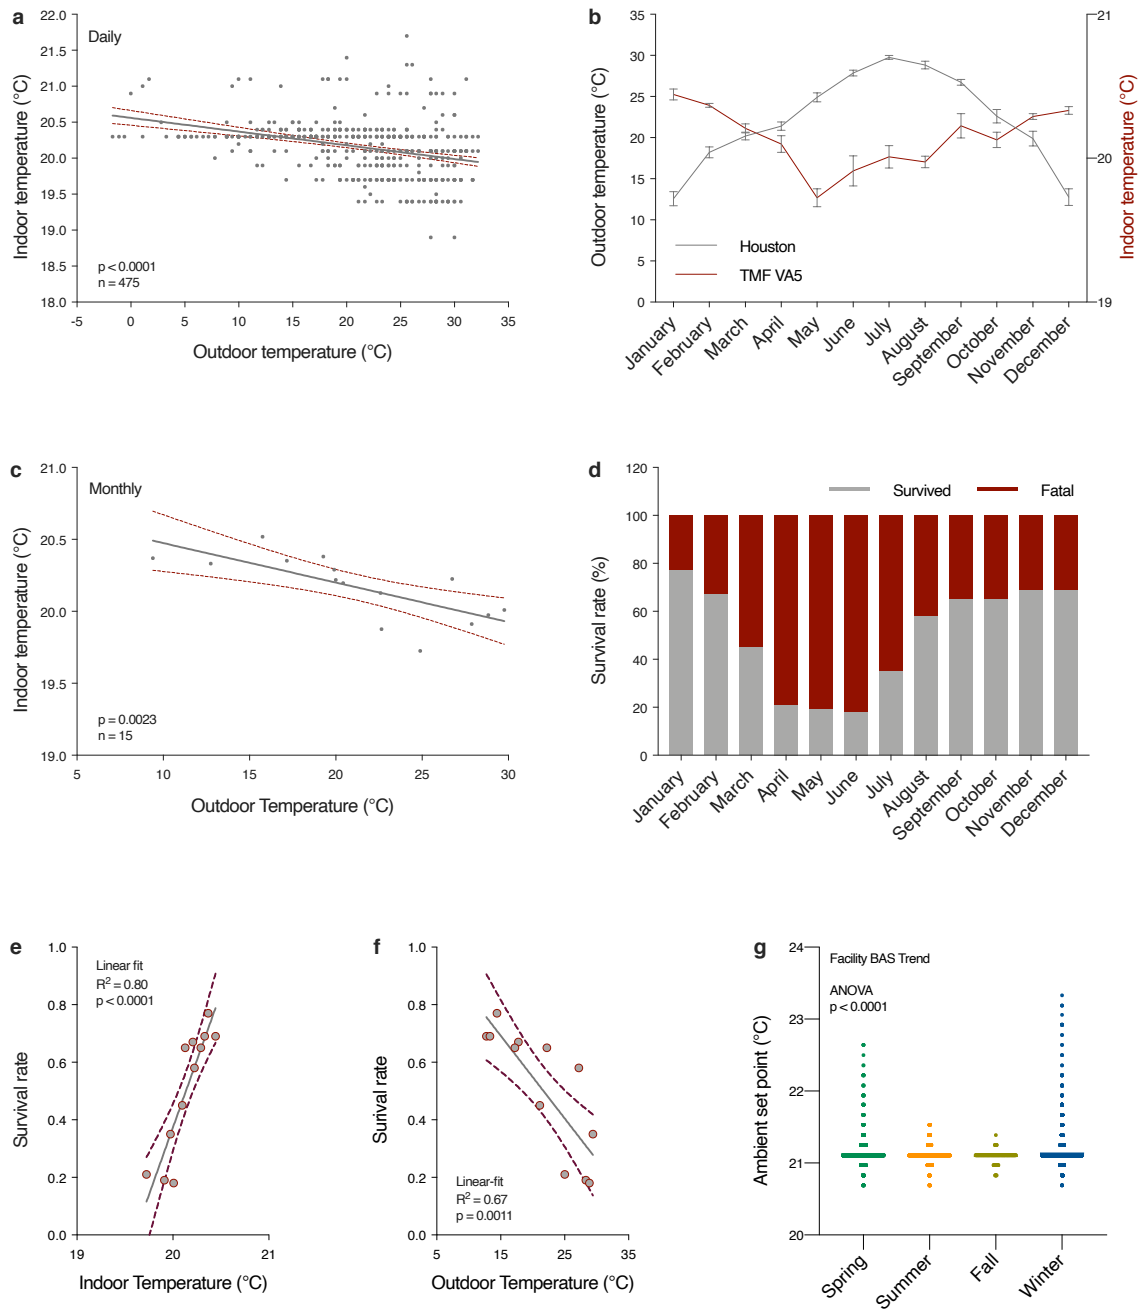 a
Daily
22.0
21.5
21.0
20.5
20.0
19.5
19.0
18.5
18.0
Indoor temperature (°C)
p < 0.0001
n = 475
-5 0 5 10 15 20 25 30 35
Outdoor temperature (°C)
b
35
30
25
20
15
10
5
0
Outdoor temperature (°C)
21
20
19
Indoor temperature (°C)
Houston
TMF VA5
January
February
March
April
May
June
July
August
September
October
November
December
c
Monthly
21.0
20.5
20.0
19.5
19.0
Indoor temperature (°C)
p = 0.0023
n = 15
5 10 15 20 25 30
Outdoor Temperature (°C)
d
120
100
80
60
40
20
0
Survival rate (%)
Survived Fatal
January
February
March
April
May
June
July
August
September
October
November
December
e
1.0
0.8
0.6
0.4
0.2
0.0
Survival rate
Linear fit
R² = 0.80
p < 0.0001
19 20 21
Indoor Temperature (°C)
f
1.0
0.8
0.6
0.4
0.2
0.0
Surival rate
Linear-fit
R² = 0.67
p = 0.0011
5 15 25 35
Outdoor Temperature (°C)
g
24
23
22
21
20
Ambient set point (°C)
Facility BAS Trend
ANOVA
p < 0.0001
Spring
Summer
Fall
Winter